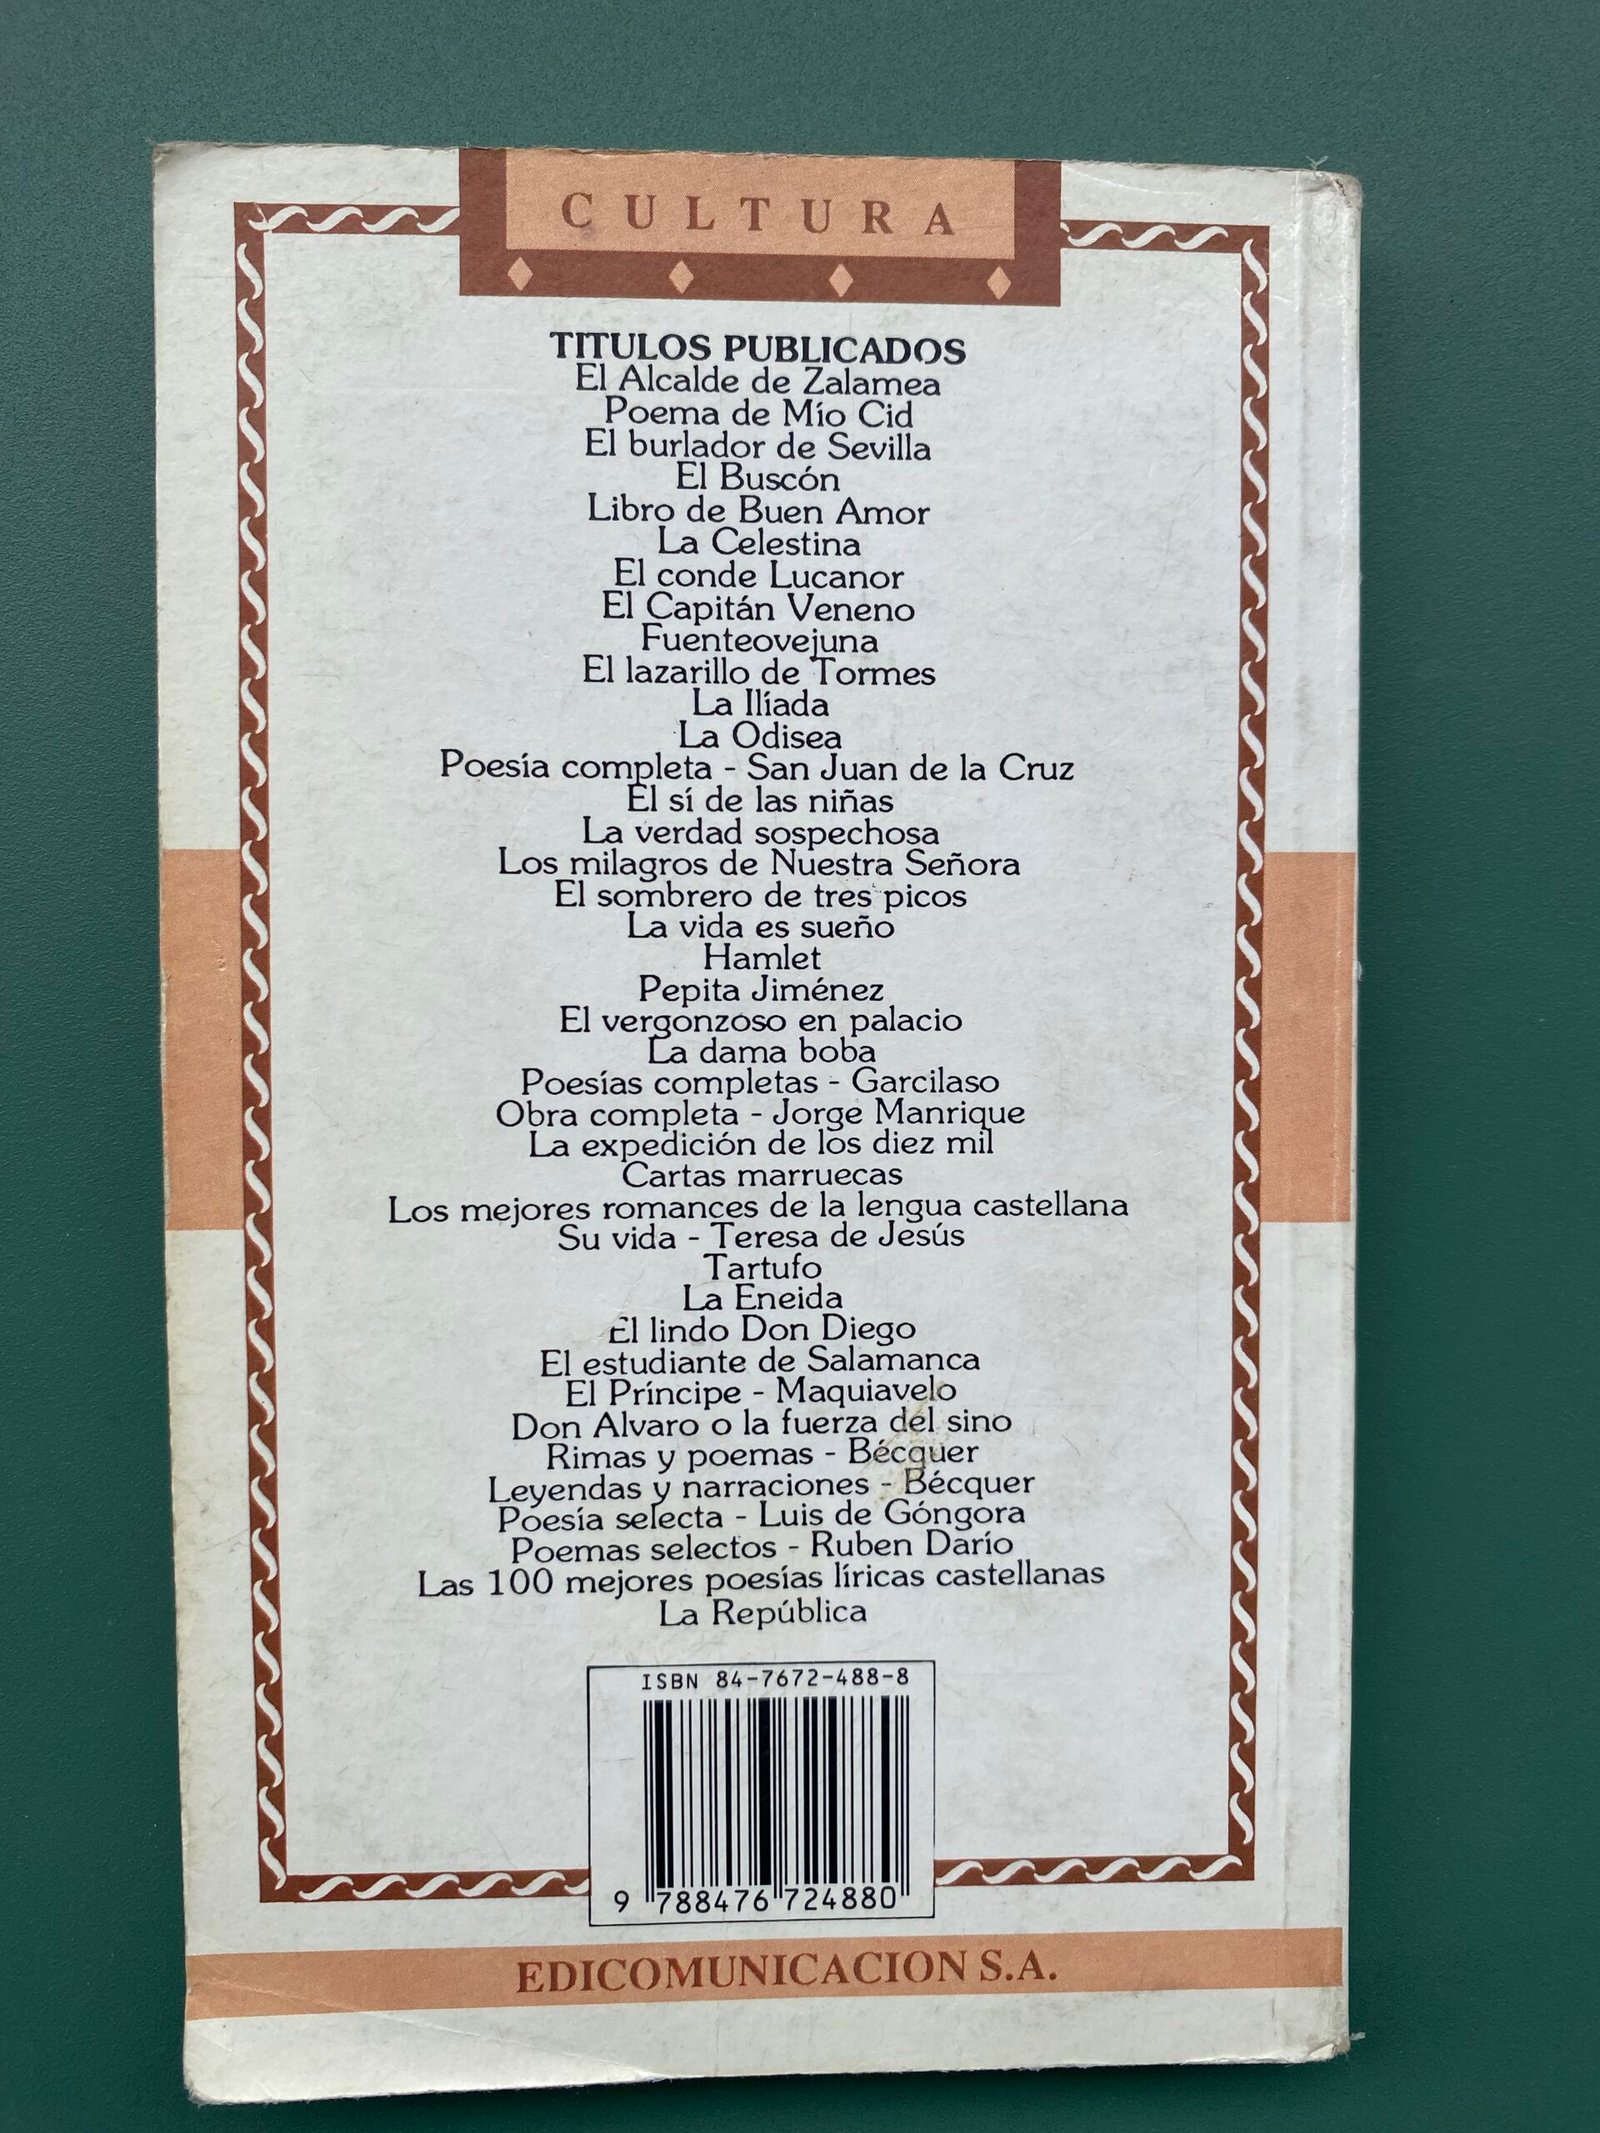 CULTURA
TITULOS PUBLICADOS
El Alcalde de Zalamea
Poema de Mío Cid
El burlador de Sevilla
El Buscón
Libro de Buen Amor
La Celestina
El conde Lucanor
El Capitán Veneno
Fuenteovejuna
El lazarillo de Tormes
La Ilíada
La Odisea
Poesía completa - San Juan de la Cruz
El sí de las niñas
La verdad sospechosa
Los milagros de Nuestra Señora
El sombrero de tres picos
La vida es sueño
Hamlet
Pepita Jiménez
El vergonzoso en palacio
La dama boba
Poesías completas - Garcilaso
Obra completa - Jorge Manrique
La expedición de los diez mil
Cartas marruecas
Los mejores romances de la lengua castellana
Su vida - Teresa de Jesús
Tartufo
La Eneida
El lindo Don Diego
El estudiante de Salamanca
El Príncipe - Maquiavelo
Don Alvaro o la fuerza del sino
Rimas y poemas - Bécquer
Leyendas y narraciones - Bécquer
Poesía selecta - Luis de Góngora
Poemas selectos - Ruben Darío
Las 100 mejores poesías líricas castellanas
La República
ISBN 84-7672-488-8
9 788476 724880
EDICOMUNICACION S.A.